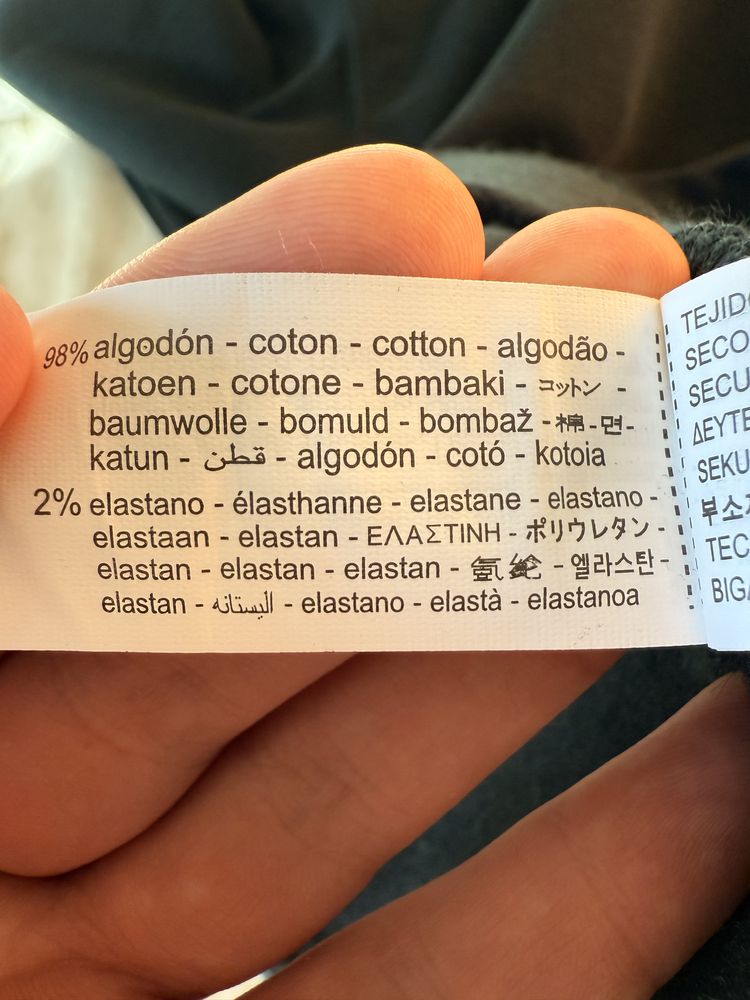 98% algodón - coton - cotton - algodão -
katoen - cotone - bambaki - コットン -
baumwolle - bomuld - bombaž - 棉 - 면 -
katun - قطن - algodón - cotó - kotoia
2% elastano - élasthanne - elastane - elastano -
elastaan - elastan - ΕΛΑΣΤΙΝΗ - ポリウレタン -
elastan - elastan - elastan - 氨纶 - 엘라스탄 -
elastan - اليستانه - elastano - elastà - elastanoa
TEJIDO
SECO
SECU
ΔΕΥΤΕ
SEKU
부소재
TEC
BIGA